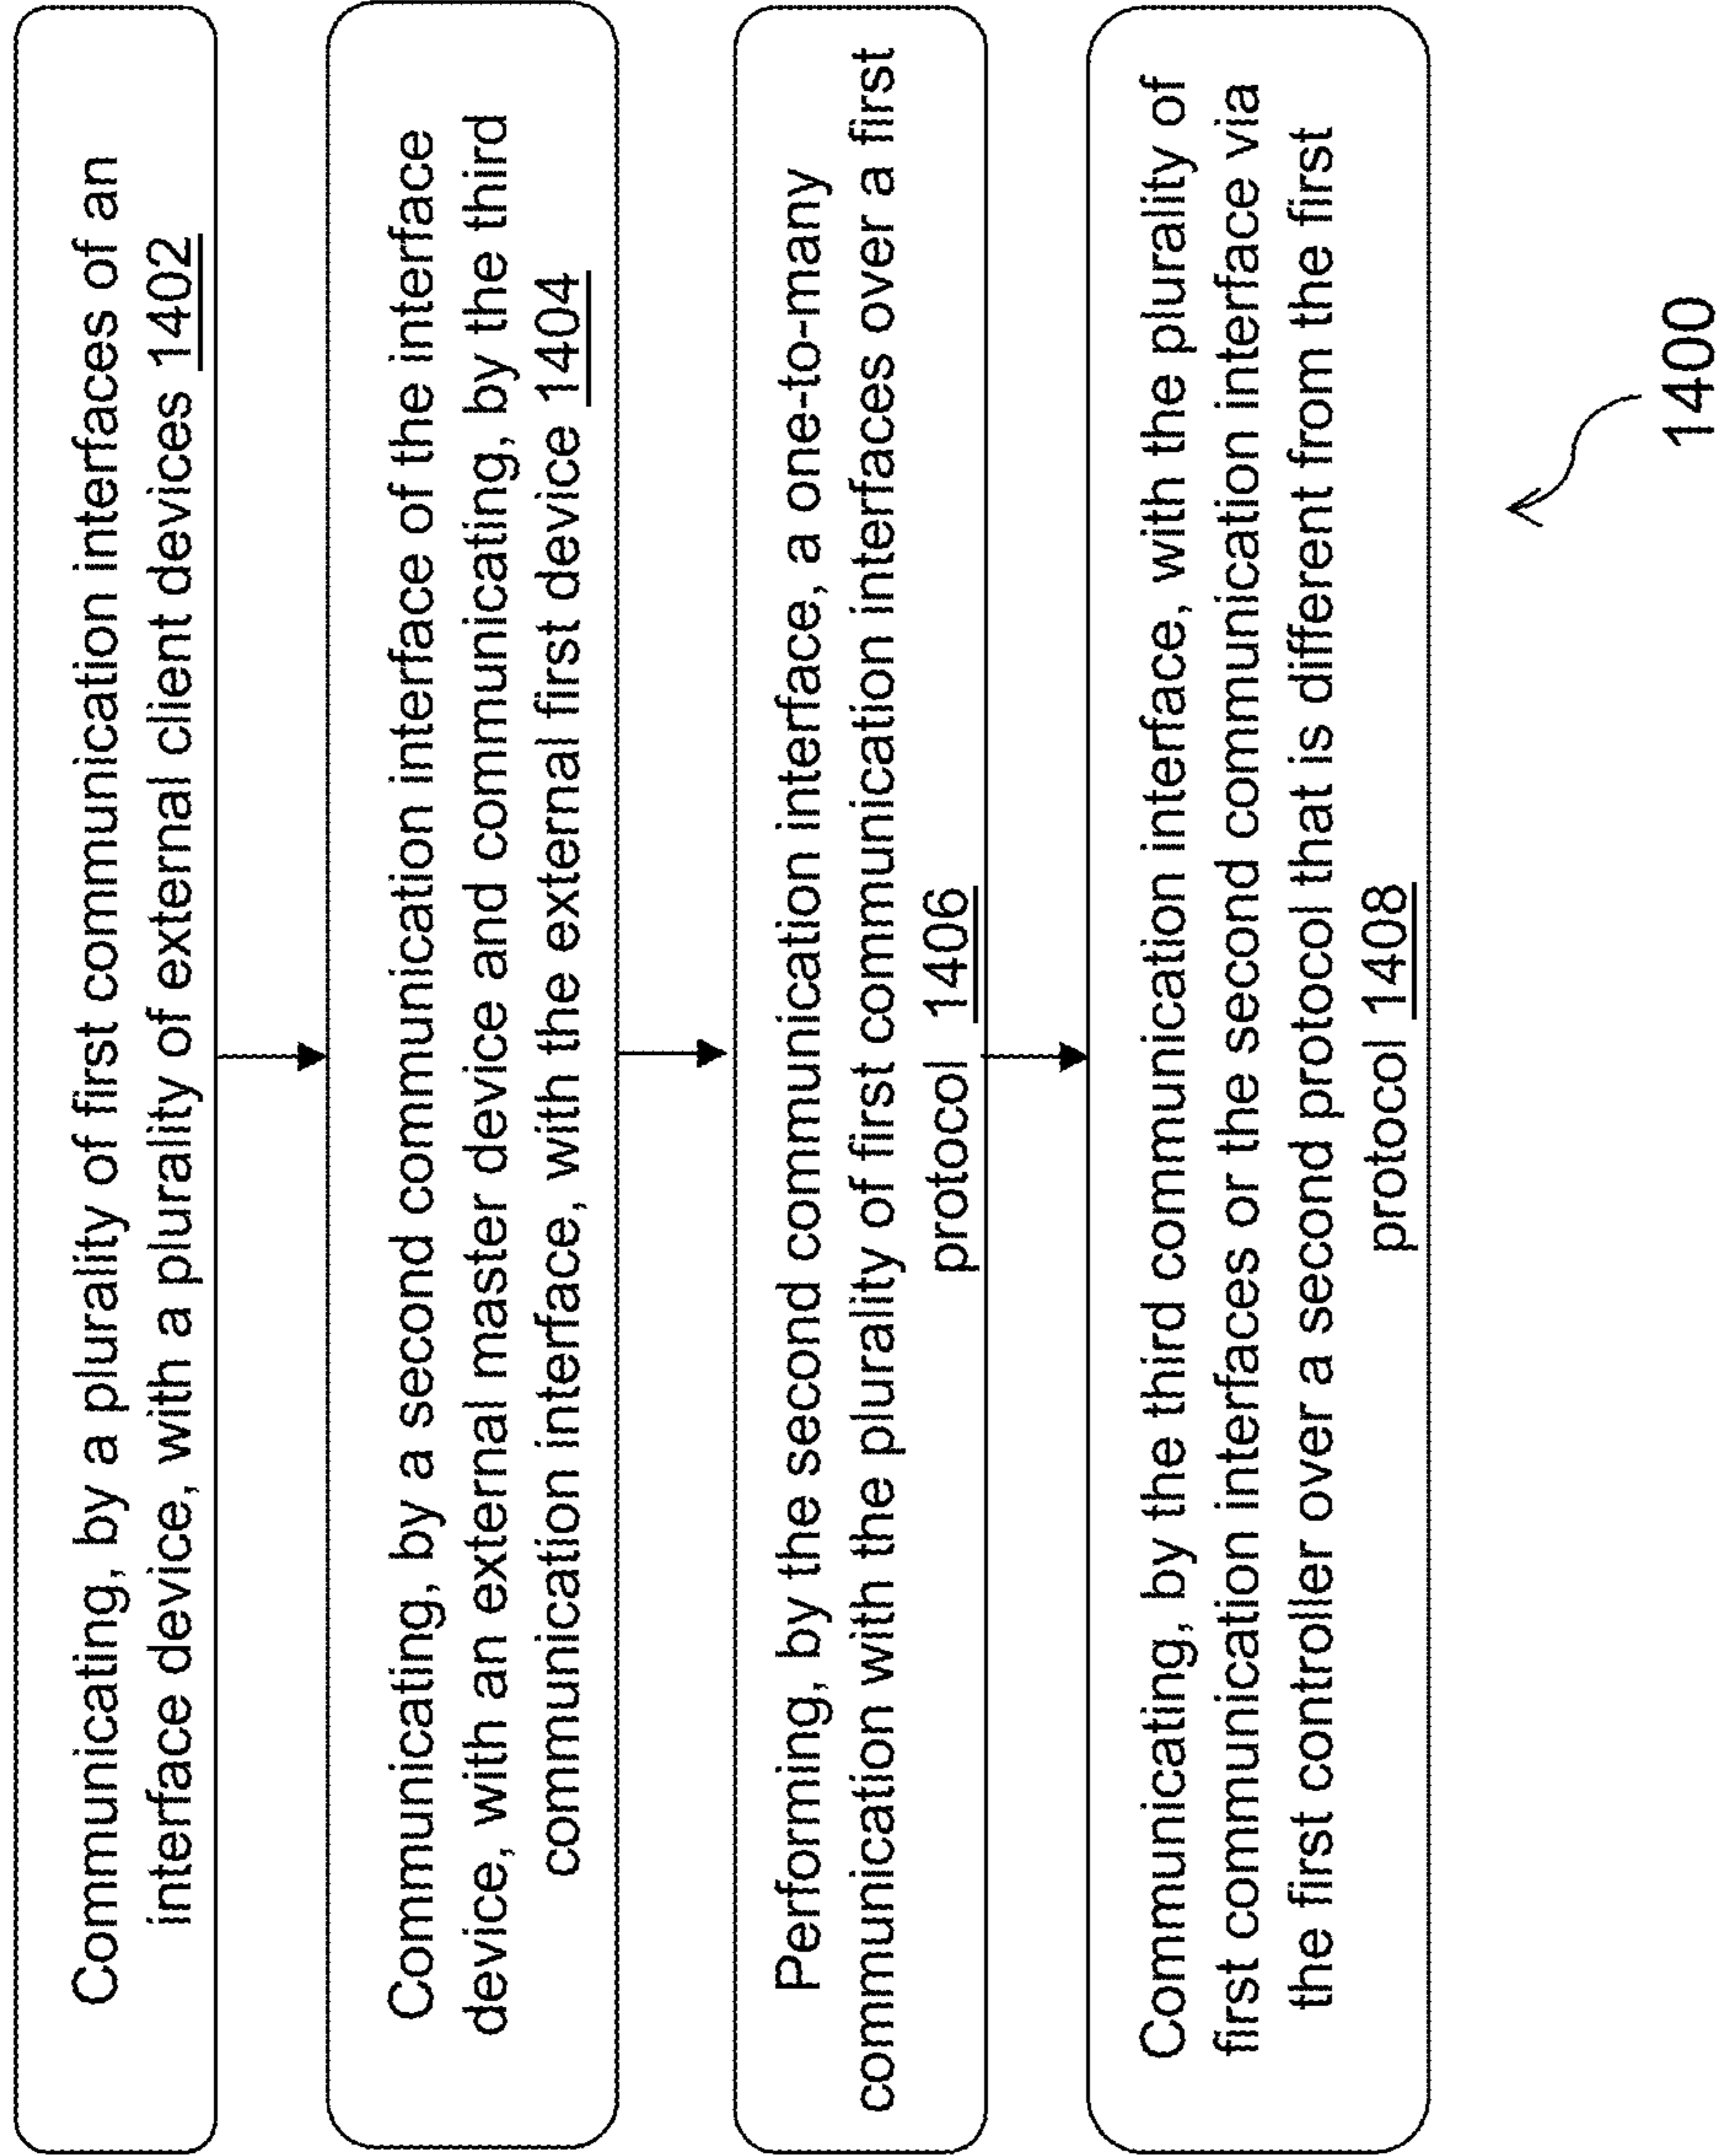 Communicating, by a plurality of first communication interfaces of an
interface device, with a plurality of external client devices 1402
Communicating, by a second communication interface of the interface
device, with an external master device and communicating, by the third
communication interface, with the external first device 1404
Performing, by the second communication interface, a one-to-many
communication with the plurality of first communication interfaces over a first
protocol 1406
Communicating, by the third communication interface, with the plurality of
first communication interfaces or the second communication interface via
the first controller over a second protocol that is different from the first
protocol 1408
1400